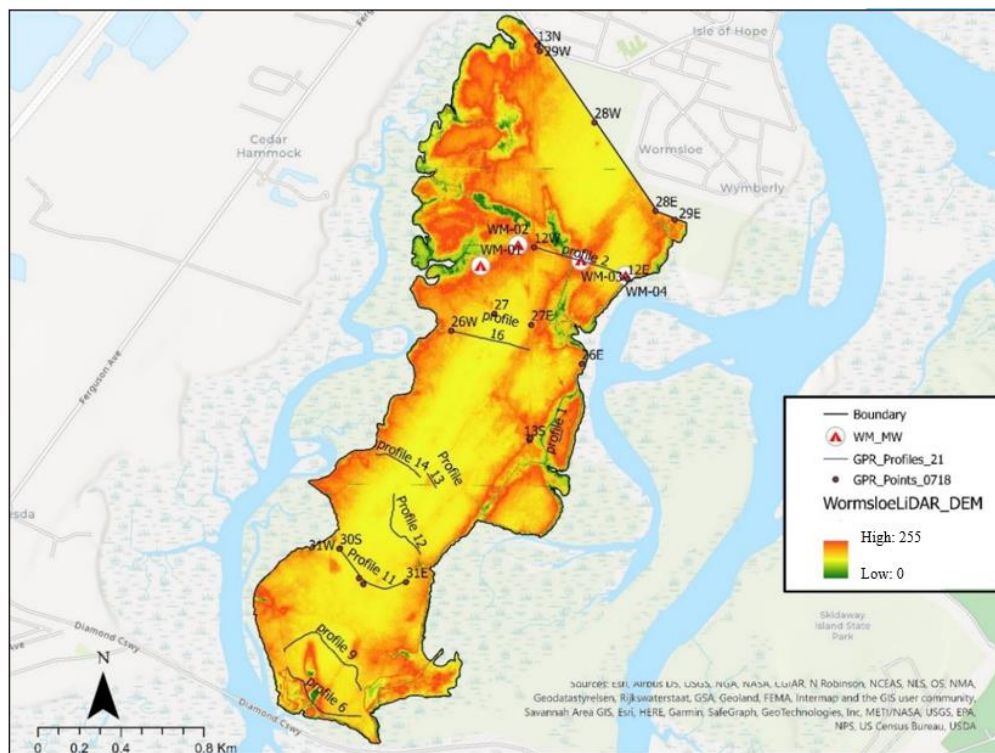 Isle of Hope
13N
29W
Ferguson Ave
28W
Cedar
Hammock
Wormsloe
Wymberly
28E
29E
WM-02
12W
WM-01
profile 2
12E
WM-03
WM-04
27
profile
16
26W
27E
26E
profile 1
13S
profile 14
Profile
13
Profile 12
31W
30S
Profile 11
31E
profile 9
profile 6
Ferguson Ave
esda
Ave
Diamond Cswy
Diamond Cswy
Skidaway
Island State
Park
Boundary
WM_MW
GPR_Profiles_21
GPR_Points_0718
WormsloeLiDAR_DEM
High: 255
Low: 0
N
0 0.2 0.4 0.8 Km
Sources: Esri, Airbus DS, USGS, NGA, NASA, CGIAR, N Robinson, NCEAS, NLS, OS, NMA,
Geodatastyrelsen, Rijkswaterstaat, GSA, Geoland, FEMA, Intermap and the GIS user community,
Savannah Area GIS, Esri, HERE, Garmin, SafeGraph, GeoTechnologies, Inc, METI/NASA, USGS, EPA,
NPS, US Census Bureau, USDA